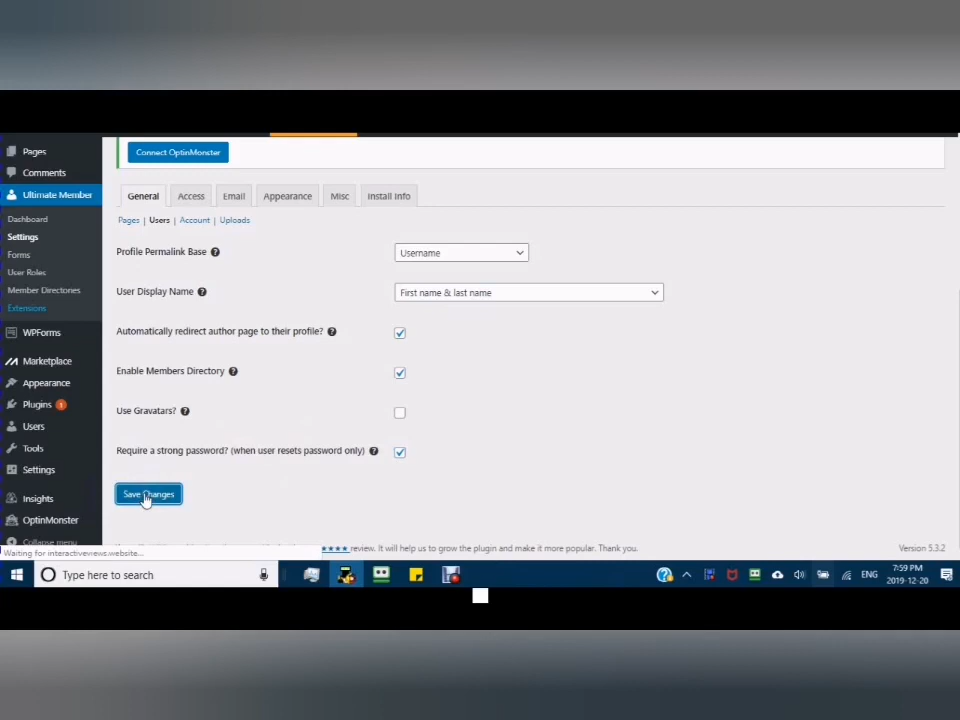 Pages
Comments
Ultimate Member
Dashboard
Settings
Forms
User Roles
Member Directories
Extensions
WPForms
Marketplace
Appearance
Plugins 1
Users
Tools
Settings
Insights
OptinMonster
Collapse menu
Connect OptinMonster
General Access Email Appearance Misc Install Info
Pages | Users | Account | Uploads
Profile Permalink Base ? Username
User Display Name ? First name & last name
Automatically redirect author page to their profile? ?
Enable Members Directory ?
Use Gravatars? ?
Require a strong password? (when user resets password only) ?
Save Changes
Waiting for interactiveviews.website...
★★★★ review. It will help us to grow the plugin and make it more popular. Thank you.
Version 5.3.2
Type here to search
ENG
7:59 PM
2019-12-20